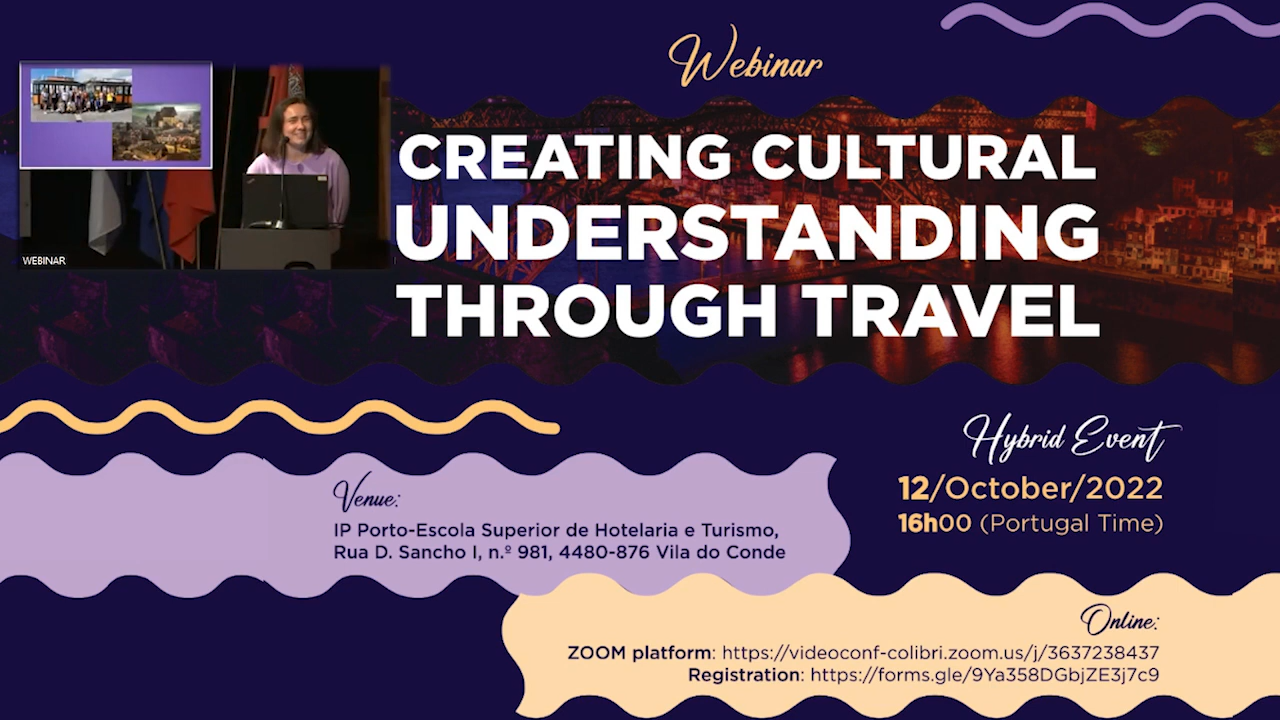 Webinar
CREATING CULTURAL
UNDERSTANDING
THROUGH TRAVEL
WEBINAR
Hybrid Event
12/October/2022
16h00 (Portugal Time)
Venue:
IP Porto-Escola Superior de Hotelaria e Turismo,
Rua D. Sancho I, n.º 981, 4480-876 Vila do Conde
Online:
ZOOM platform: https://videoconf-colibri.zoom.us/j/3637238437
Registration: https://forms.gle/9Ya358DGbjZE3j7c9